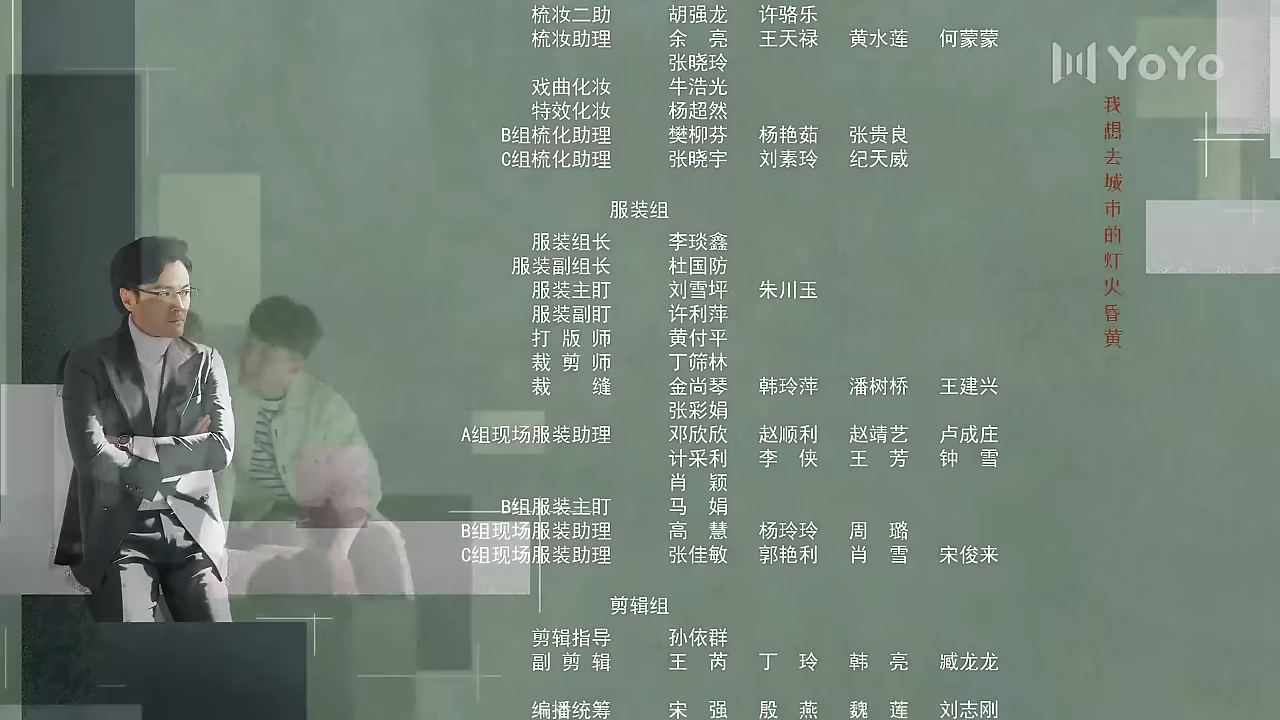 梳妆二助 胡强龙 许骆乐
梳妆助理 余亮 王天禄 黄水莲 何蒙蒙
张晓玲
戏曲化妆 牛浩光
特效化妆 杨超然
B组梳化助理 樊柳芬 杨艳茹 张贵良
C组梳化助理 张晓宇 刘素玲 纪天威
服装组
服装组长 李琰鑫
服装副组长 杜国防
服装主盯 刘雪坪 朱川玉
服装副盯 许利萍
打版师 黄付平
裁剪师 丁筛林
裁缝 金尚琴 韩玲萍 潘树桥 王建兴
张彩娟
A组现场服装助理 邓欣欣 赵顺利 赵靖艺 卢成庄
计采利 李侠 王芳 钟雪
肖颖
B组服装主盯 马娟
B组现场服装助理 高慧 杨玲玲 周璐
C组现场服装助理 张佳敏 郭艳利 肖雪 宋俊来
剪辑组
剪辑指导 孙依群
副剪辑 王芮 丁玲 韩亮 臧龙龙
编播统筹 宋强 殷燕 魏莲 刘志刚
YoYo
我想去城市的灯火昏黄